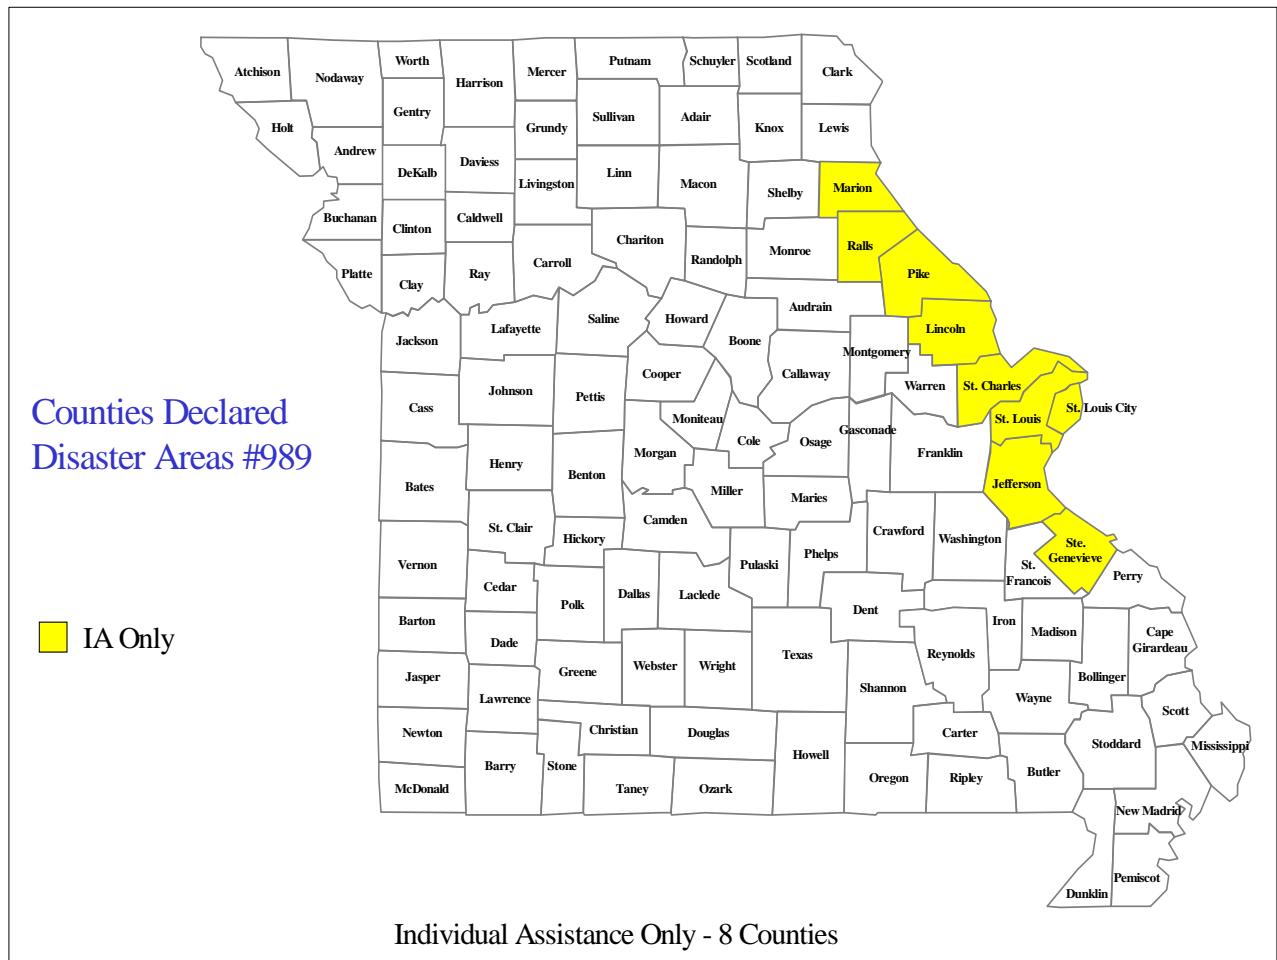 Atchison
Nodaway
Worth
Harrison
Mercer
Putnam
Schuyler
Scotland
Clark
Holt
Gentry
Grundy
Sullivan
Adair
Knox
Lewis
Andrew
DeKalb
Daviess
Livingston
Linn
Macon
Shelby
Marion
Buchanan
Clinton
Caldwell
Chariton
Randolph
Monroe
Ralls
Pike
Platte
Clay
Ray
Carroll
Saline
Howard
Boone
Audrain
Lincoln
Jackson
Lafayette
Cooper
Callaway
Montgomery
Warren
St. Charles
Cass
Johnson
Pettis
Moniteau
Cole
Osage
Gasconade
St. Louis
St. Louis City
Counties Declared
Disaster Areas #989
Bates
Henry
Benton
Morgan
Miller
Maries
Franklin
Jefferson
St. Clair
Hickory
Camden
Pulaski
Phelps
Crawford
Washington
St.
Francois
Ste.
Genevieve
Perry
Vernon
Cedar
Polk
Dallas
Laclede
Dent
Iron
Madison
Cape
Girardeau
IA Only
Barton
Dade
Greene
Webster
Wright
Texas
Reynolds
Bollinger
Jasper
Lawrence
Shannon
Wayne
Scott
Newton
Christian
Douglas
Howell
Carter
Stoddard
Mississippi
McDonald
Barry
Stone
Taney
Ozark
Oregon
Ripley
Butler
New Madrid
Dunklin
Pemiscot
Individual Assistance Only - 8 Counties